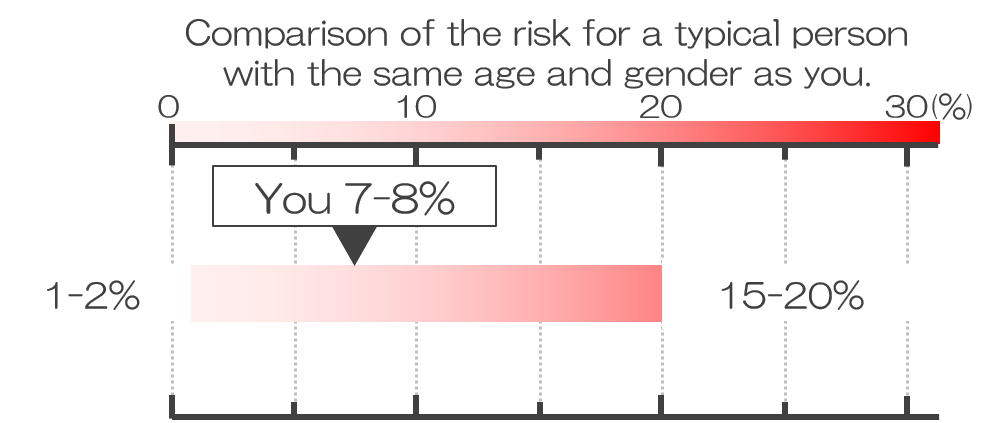 Comparison of the risk for a typical person
with the same age and gender as you.
0 10 20 30(%)
You 7-8%
1-2% 15-20%